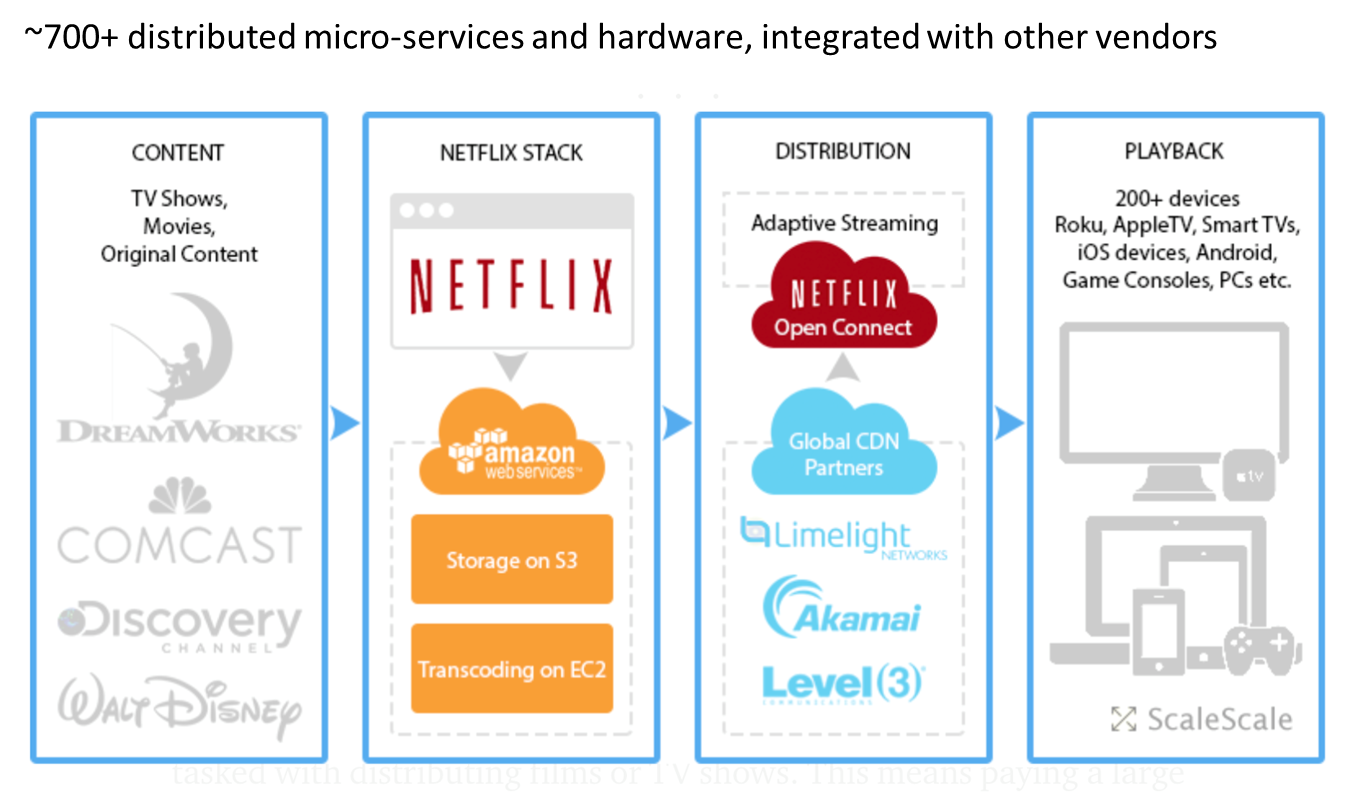 ~700+ distributed micro-services and hardware, integrated with other vendors
CONTENT
TV Shows,
Movies,
Original Content
DREAMWORKS
COMCAST
DISCOVERY
CHANNEL
WALT DISNEY
NETFLIX STACK
NETFLIX
amazon
web services™
Storage on S3
Transcoding on EC2
DISTRIBUTION
Adaptive Streaming
NETFLIX
Open Connect
Global CDN
Partners
Limelight
NETWORKS
Akamai
Level(3)®
COMMUNICATIONS
PLAYBACK
200+ devices
Roku, AppleTV, Smart TVs,
iOS devices, Android,
Game Consoles, PCs etc.
tv
ScaleScale
tasked with distributing films or TV shows. This means paying a large